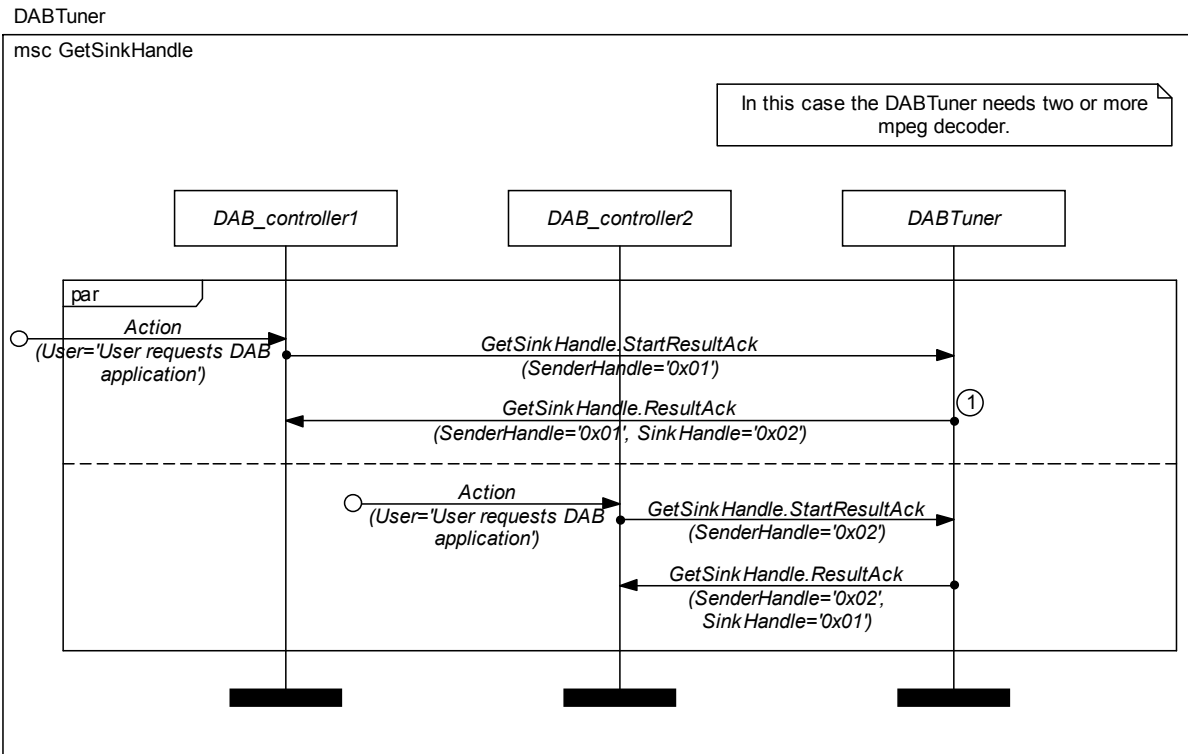 DABTuner
msc GetSinkHandle
In this case the DABTuner needs two or more
mpeg decoder.
DAB_controller1
DAB_controller2
DABTuner
par
Action
(User='User requests DAB
application')
GetSinkHandle.StartResultAck
(SenderHandle='0x01')
1
GetSinkHandle.ResultAck
(SenderHandle='0x01', SinkHandle='0x02')
Action
(User='User requests DAB
application')
GetSinkHandle.StartResultAck
(SenderHandle='0x02')
GetSinkHandle.ResultAck
(SenderHandle='0x02',
SinkHandle='0x01')